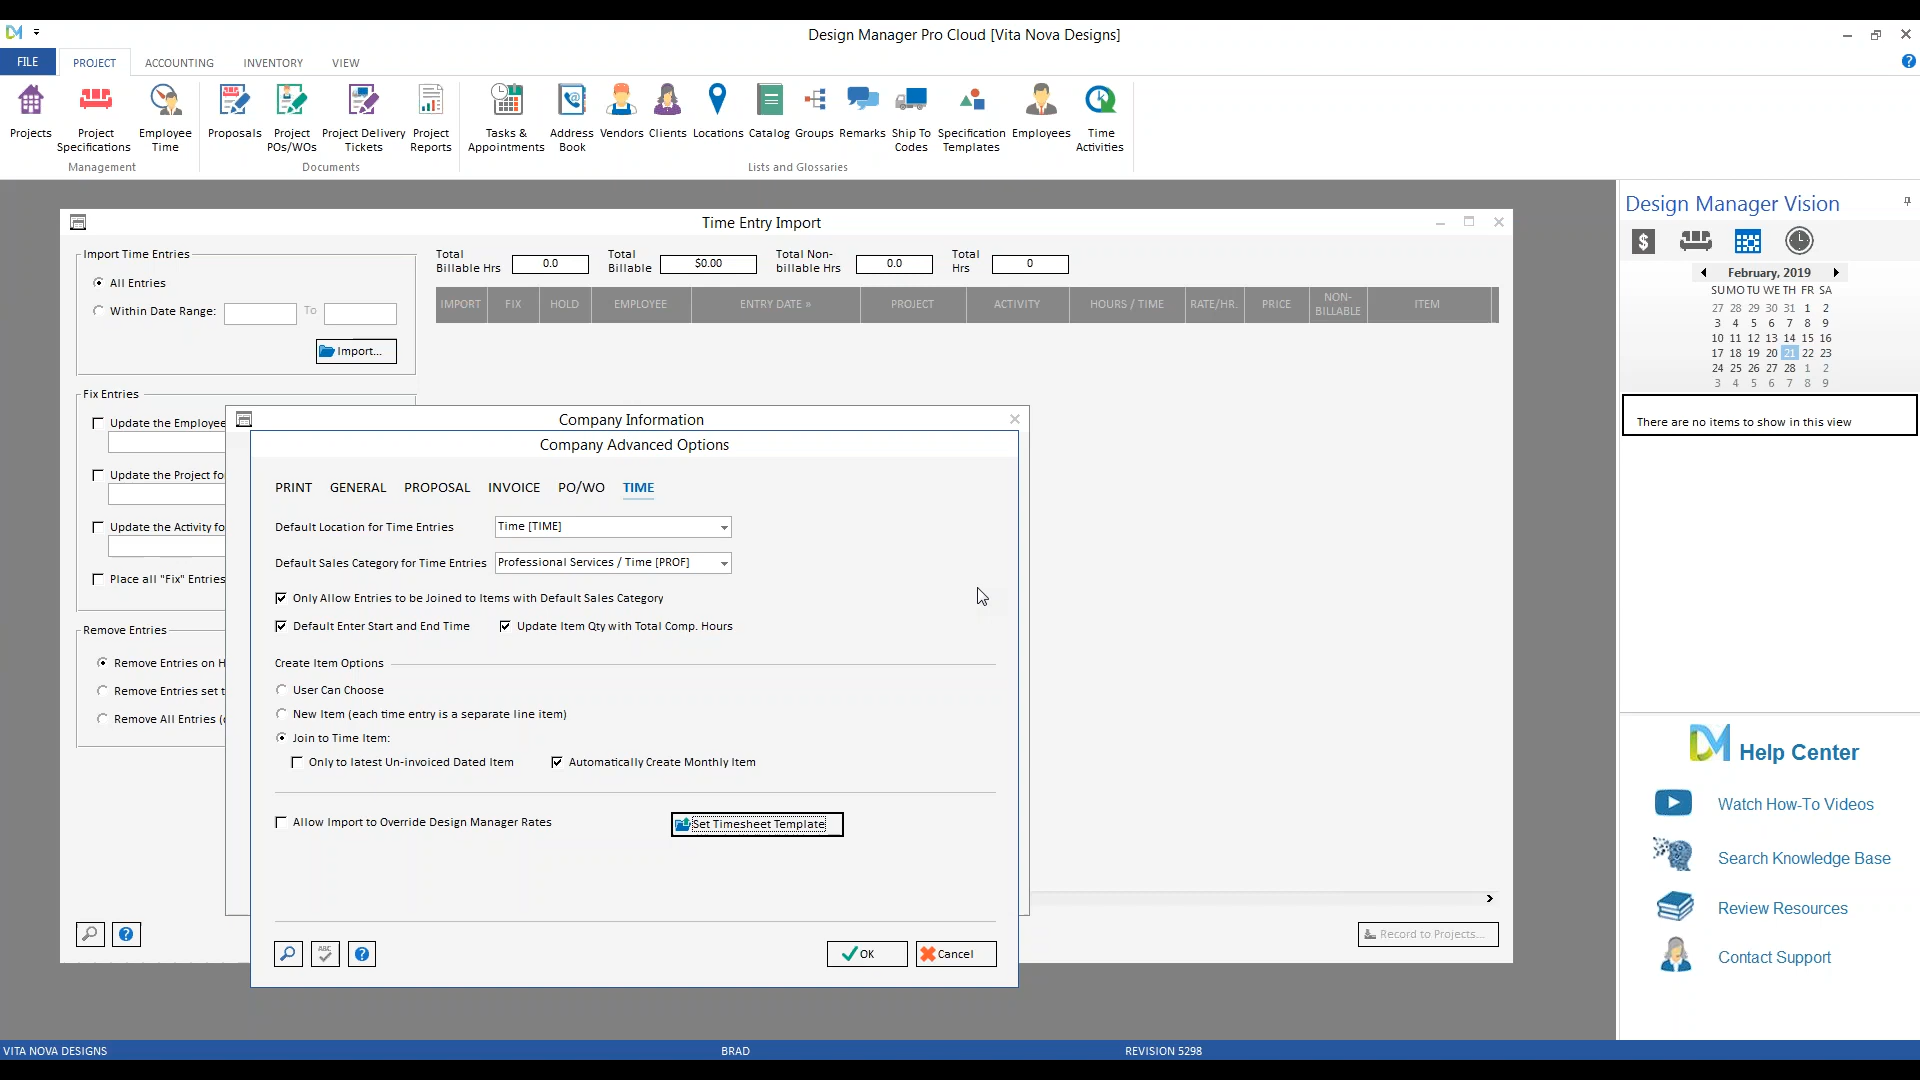 Design Manager Pro Cloud [Vita Nova Designs]
FILE PROJECT ACCOUNTING INVENTORY VIEW
Projects
Project Specifications
Employee Time
Proposals
Project POs/WOs
Project Delivery Tickets
Project Reports
Tasks & Appointments
Address Book
Vendors
Clients
Locations
Catalog
Groups
Remarks
Ship To Codes
Specification Templates
Employees
Time Activities
Management
Documents
Lists and Glossaries
Time Entry Import
Import Time Entries
All Entries
Within Date Range: To
Import...
Total Billable Hrs 0.0
Total Billable $0.00
Total Non-billable Hrs 0.0
Total Hrs 0
IMPORT FIX HOLD EMPLOYEE ENTRY DATE » PROJECT ACTIVITY HOURS / TIME RATE/HR. PRICE NON-BILLABLE ITEM
Fix Entries
Update the Employee
Update the Project fo
Update the Activity fo
Place all "Fix" Entries
Remove Entries
Remove Entries on H
Remove Entries set t
Remove All Entries (
Record to Projects...
Company Information
Company Advanced Options
PRINT GENERAL PROPOSAL INVOICE PO/WO TIME
Default Location for Time Entries Time [TIME]
Default Sales Category for Time Entries Professional Services / Time [PROF]
Only Allow Entries to be Joined to Items with Default Sales Category
Default Enter Start and End Time Update Item Qty with Total Comp. Hours
Create Item Options
User Can Choose
New Item (each time entry is a separate line item)
Join to Time Item:
Only to latest Un-invoiced Dated Item Automatically Create Monthly Item
Allow Import to Override Design Manager Rates Set Timesheet Template
ABC
OK Cancel
Design Manager Vision
February, 2019
SU MO TU WE TH FR SA
27 28 29 30 31 1 2
3 4 5 6 7 8 9
10 11 12 13 14 15 16
17 18 19 20 21 22 23
24 25 26 27 28 1 2
3 4 5 6 7 8 9
There are no items to show in this view
DM Help Center
Watch How-To Videos
Search Knowledge Base
Review Resources
Contact Support
VITA NOVA DESIGNS BRAD REVISION 5298